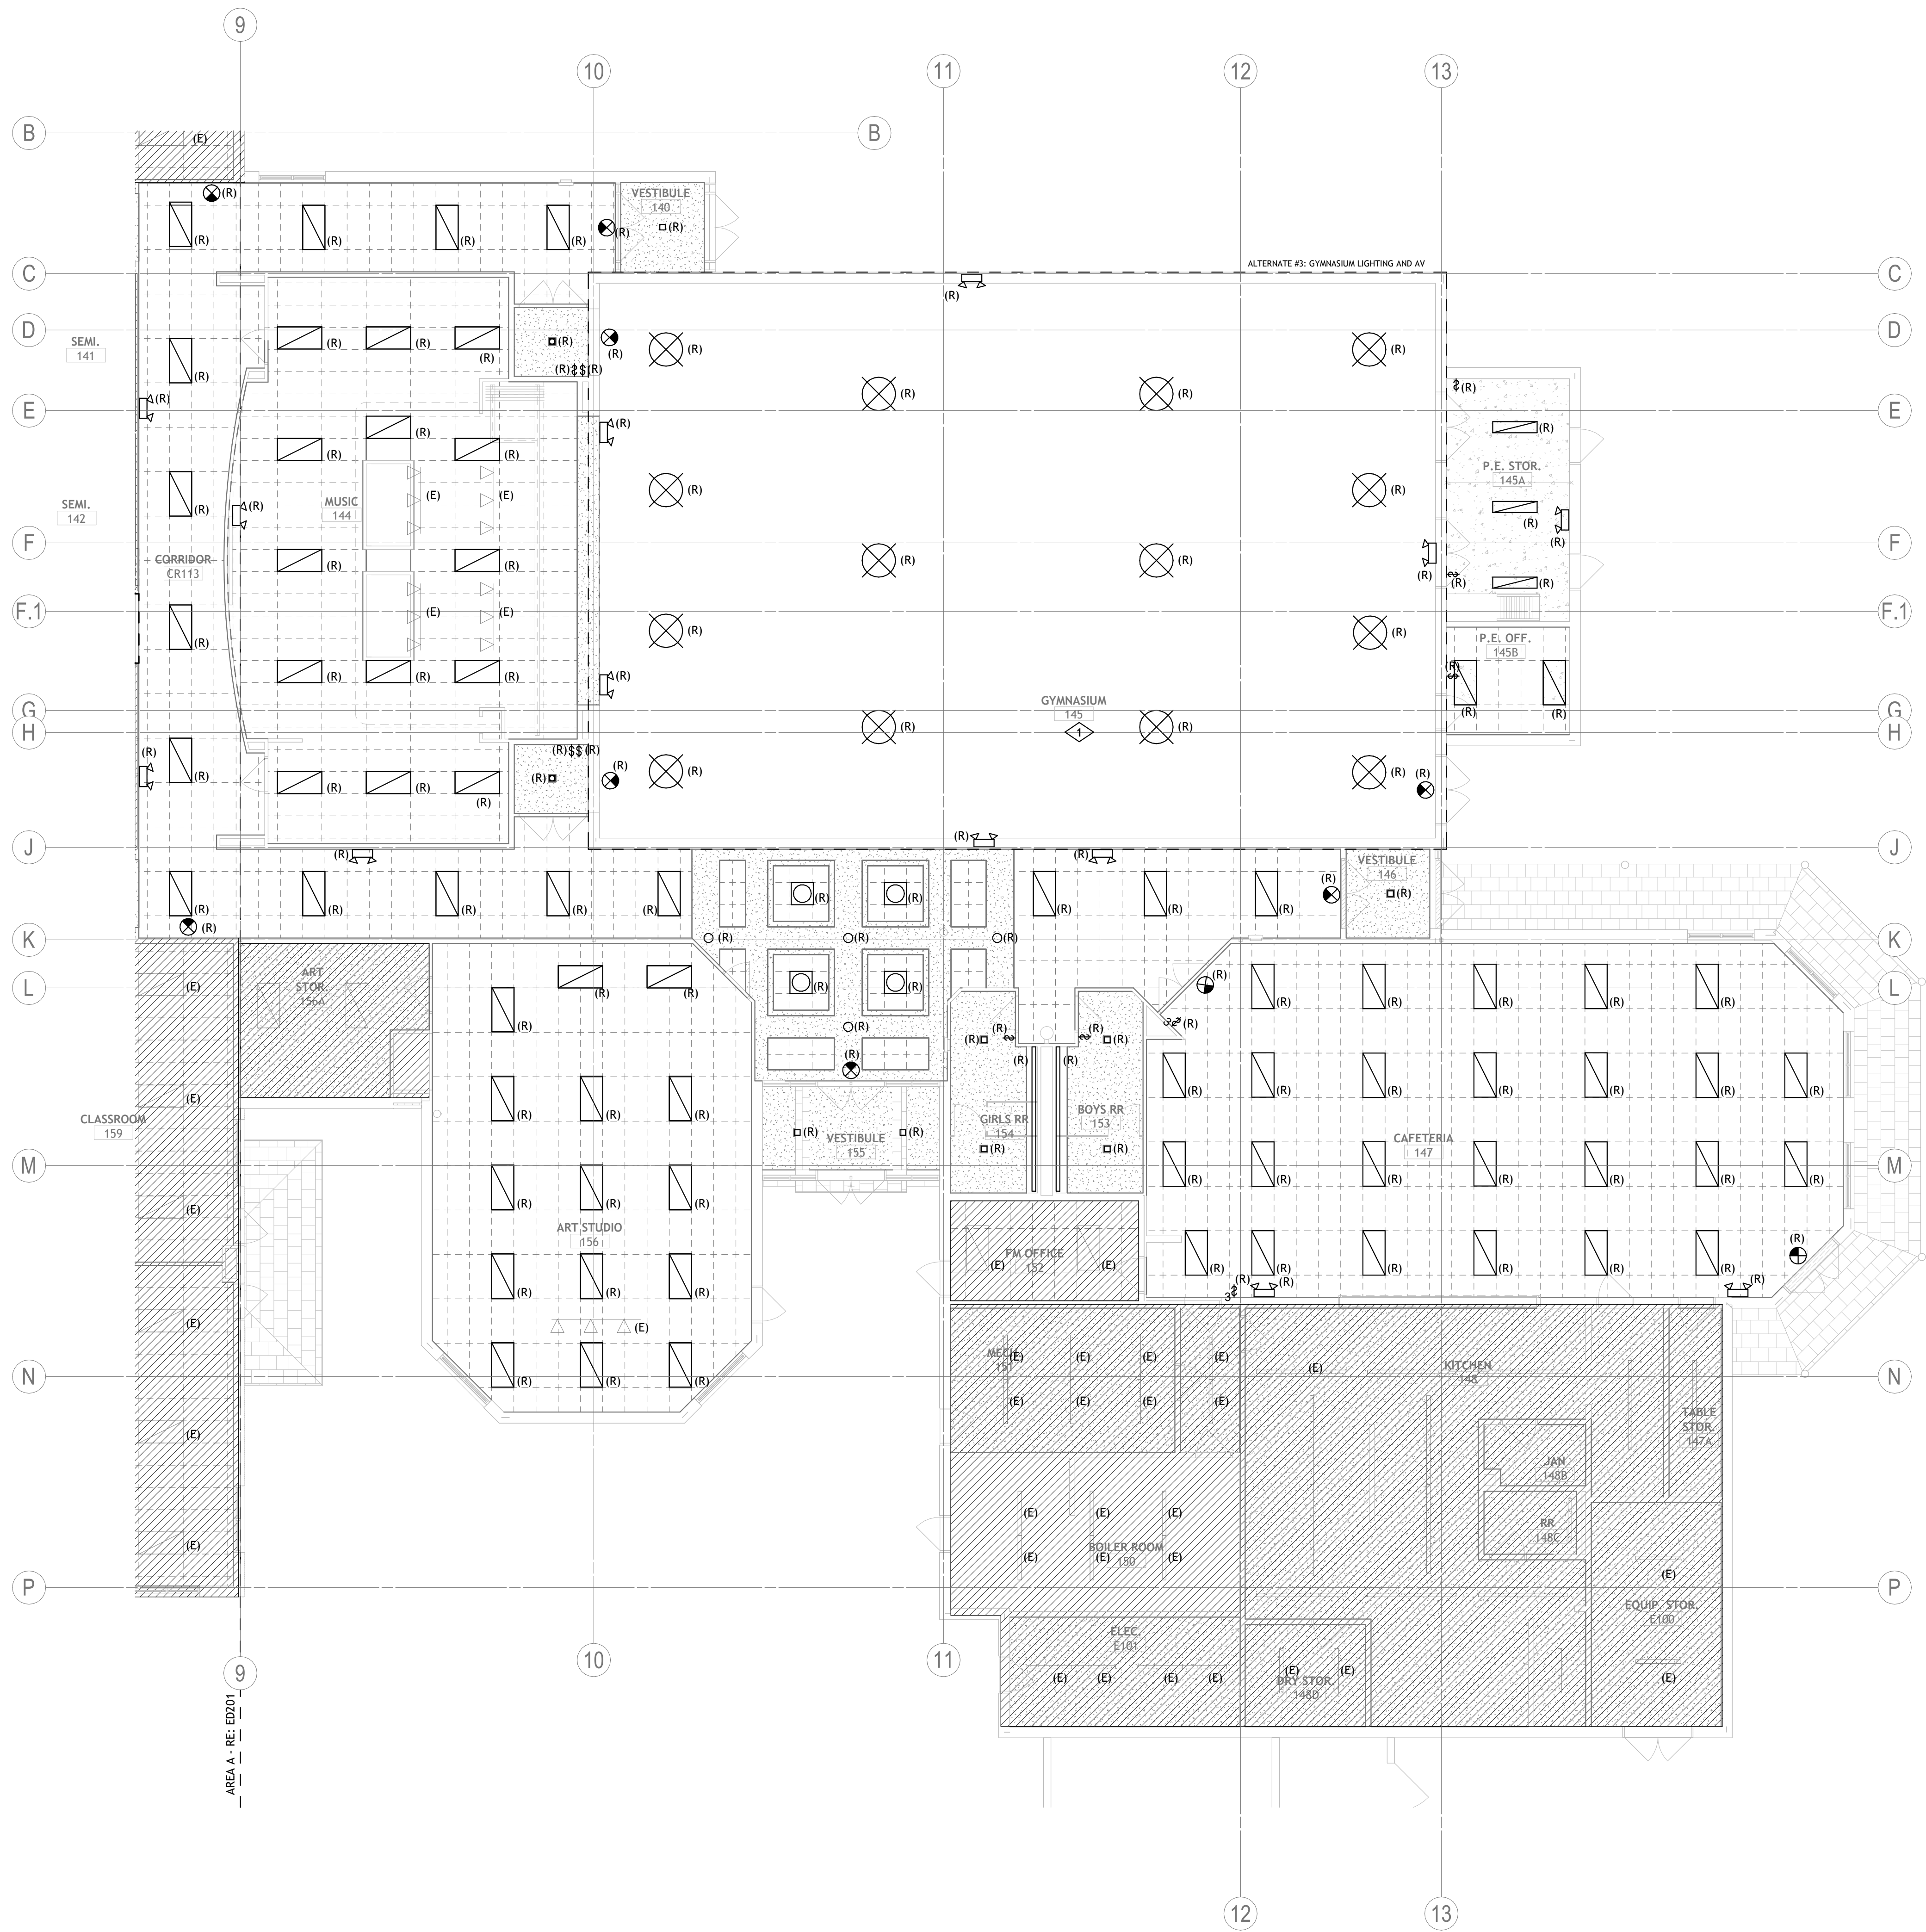 9
10
11
12
13
B
B
(E)
(R)
VESTIBULE
140
(R)
(R)
(R)
(R)
(R)
(R)
ALTERNATE #3: GYMNASIUM LIGHTING AND AV
C
C
(R)
D
D
SEMI.
141
(R)
(R)
(R)
(R)
(R)
(R)
(R)
(R)
(R)
(R)$$(R)
(R)
(R)
(R)
E
E
(R)
(R)
(R)
(R)
(R)
(R)
P.E. STOR.
145A
MUSIC
144
(E)
(E)
(R)
(R)
SEMI.
142
(R)
(R)
(R)
F
F
CORRIDOR
CR113
(R)
(R)
(R)
(R)
(R)
(R)
(R)
(R)
F.1
F.1
(E)
(E)
(R)
(R)
(R)
P.E. OFF.
145B
(R)
(R)
(R)
(R)
(R)
(R)
(R)
GYMNASIUM
145
1
G
G
H
H
(R)
(R)$$(R)
(R)
(R)
(R)
(R)
(R)
(R)
(R)
(R)
(R)
(R)
(R)
J
J
(R)
(R)
(R)
VESTIBULE
146
(R)
(R)
(R)
(R)
(R)
(R)
(R)
(R)
(R)
(R)
(R)
(R)
(R)
(R)
K
K
(R)
(R)
(R)
ART
STOR.
156A
(E)
L
L
(R)
(R)
(R)
(R)
(R)
(R)
(R)
(R)
(R)
(R)
(R)
(R)
(R)
(R)
3$(R)
(R)
(R)
(R)
(R)
(R)
(R)
(R)
(R)
(E)
(R)
(R)
(R)
(R)
(R)
(R)
(R)
(R)
(R)
(R)
CLASSROOM
159
GIRLS RR
154
BOYS RR
153
(R)
(R)
VESTIBULE
155
CAFETERIA
147
(R)
(R)
M
M
(E)
(R)
(R)
(R)
(R)
(R)
(R)
(R)
(R)
(R)
(R)
ART STUDIO
156
FM OFFICE
152
(E)
(E)
(R)
(R)
(R)
(R)
(R)
(R)
(R)
(R)
(R)
(R)
3$
(R)
(R)
(E)
(E)
MECH.
(E)
(E)
(E)
(E)
(E)
KITCHEN
148
N
N
(R)
(R)
(R)
(E)
(E)
(E)
(E)
TABLE
STOR.
147A
(E)
JAN
148B
(E)
(E)
(E)
RR
148C
(E)
BOILER ROOM
150
(E)
(E)
(E)
(E)
P
P
EQUIP. STOR.
E100
ELEC.
E101
(E)
(E)
(E)
(E)
(E)
(E)
(E)
DRY STOR.
148D
9
10
11
AREA A - RE: ED201
12
13